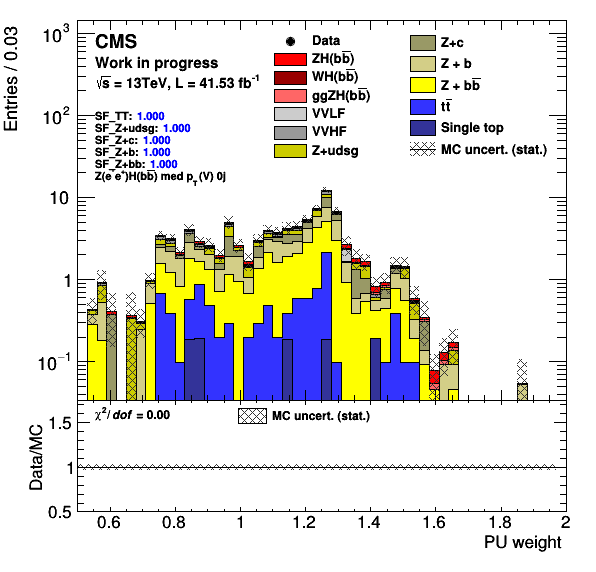 CMS
Work in progress
√s = 13TeV, L = 41.53 fb⁻¹
SF_TT: 1.000
SF_Z+udsg: 1.000
SF_Z+c: 1.000
SF_Z+b: 1.000
SF_Z+bb: 1.000
Z(e⁻e⁺)H(bb̅) med p_T(V) 0j
Data
ZH(bb̅)
WH(bb̅)
ggZH(bb̅)
VVLF
VVHF
Z+udsg
Z+c
Z + b
Z + bb̅
tt̅
Single top
MC uncert. (stat.)
Entries / 0.03
10³
10²
10
1
10⁻¹
χ²/dof = 0.00
MC uncert. (stat.)
Data/MC
1.5
1
0.5
0.6 0.8 1 1.2 1.4 1.6 1.8 2
PU weight